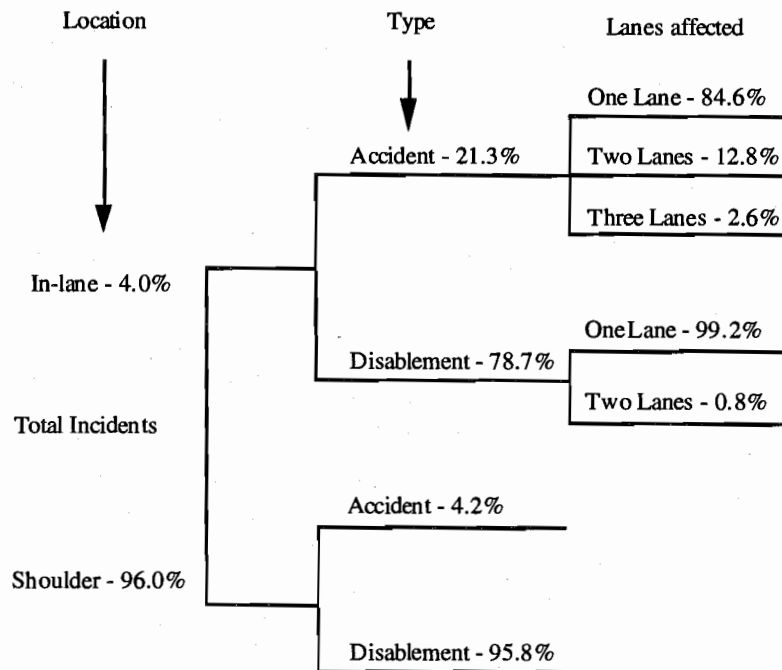 Location
Type
Lanes affected
One Lane - 84.6%
Accident - 21.3%
Two Lanes - 12.8%
Three Lanes - 2.6%
In-lane - 4.0%
One Lane - 99.2%
Disablement - 78.7%
Two Lanes - 0.8%
Total Incidents
Accident - 4.2%
Shoulder - 96.0%
Disablement - 95.8%